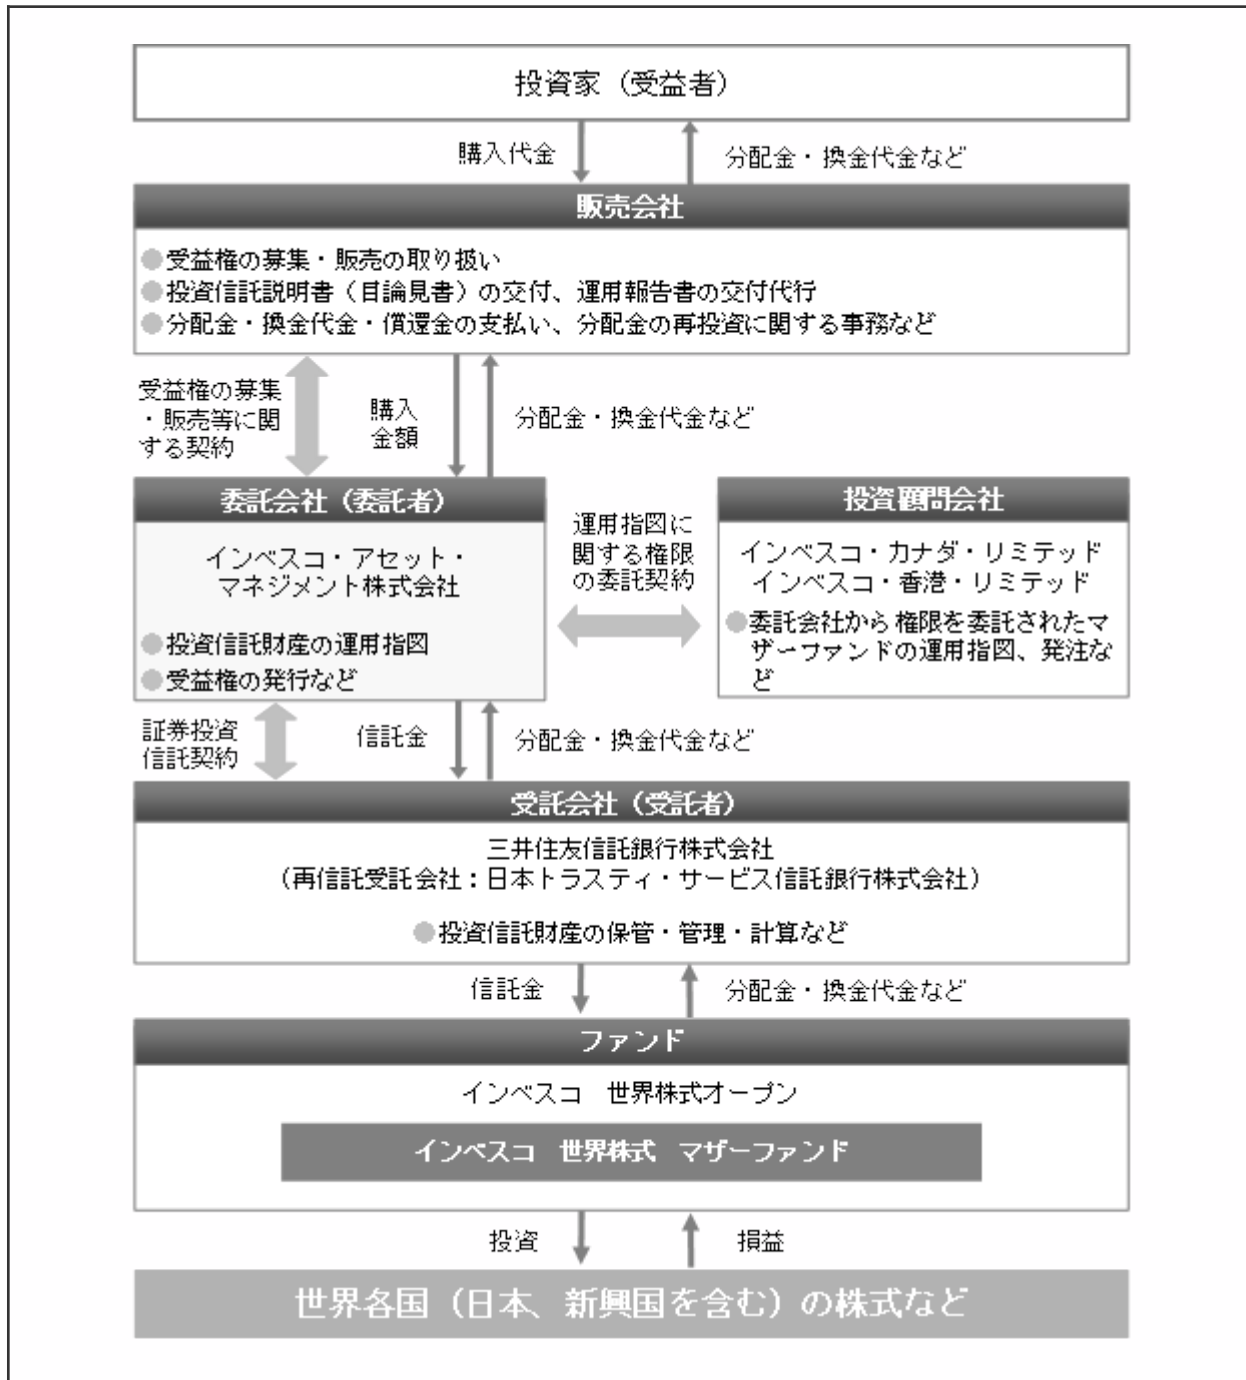 投資家（受益者）
購入代金
分配金・換金代金など
販売会社
●受益権の募集・販売の取り扱い
●投資信託説明書（目論見書）の交付、運用報告書の交付代行
●分配金・換金代金・償還金の支払い、分配金の再投資に関する事務など
受益権の募集
・販売等に関
する契約
購入
金額
分配金・換金代金など
委託会社（委託者）
インベスコ・アセット・
マネジメント株式会社
●投資信託財産の運用指図
●受益権の発行など
運用指図に
関する権限
の委託契約
投資顧問会社
インベスコ・カナダ・リミテッド
インベスコ・香港・リミテッド
●委託会社から権限を委託されたマ
ザーファンドの運用指図、発注な
ど
証券投資
信託契約
信託金
分配金・換金代金など
受託会社（受託者）
三井住友信託銀行株式会社
（再信託受託会社：日本トラスティ・サービス信託銀行株式会社）
●投資信託財産の保管・管理・計算など
信託金
分配金・換金代金など
ファンド
インベスコ　世界株式オープン
インベスコ　世界株式　マザーファンド
投資
損益
世界各国（日本、新興国を含む）の株式など